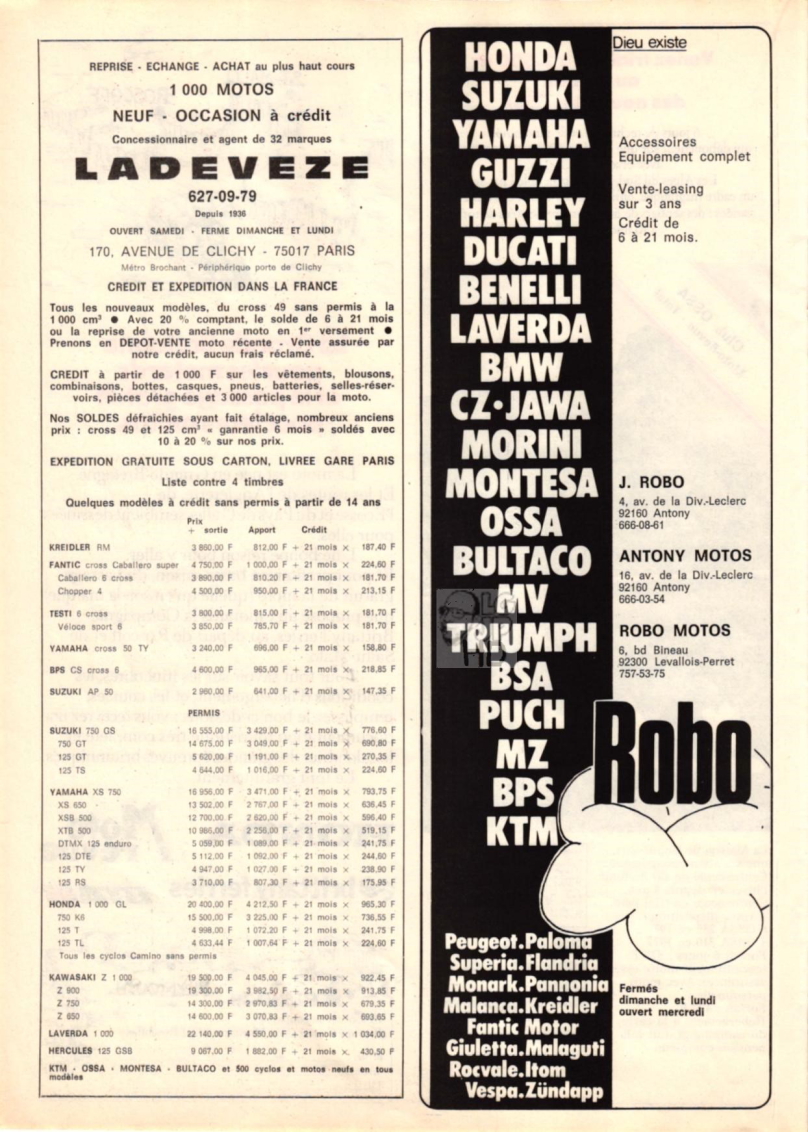 REPRISE - ECHANGE - ACHAT au plus haut cours
1 000 MOTOS
NEUF - OCCASION à crédit
Concessionnaire et agent de 32 marques
LADEVEZE
627-09-79
Depuis 1936
OUVERT SAMEDI - FERME DIMANCHE ET LUNDI
170, AVENUE DE CLICHY - 75017 PARIS
Métro Brochant - Périphérique porte de Clichy
CREDIT ET EXPEDITION DANS LA FRANCE
Tous les nouveaux modèles, du cross 49 sans permis à la
1 000 cm³ ● Avec 20 % comptant, le solde de 6 à 21 mois
ou la reprise de votre ancienne moto en 1er versement ●
Prenons en DEPOT-VENTE moto récente - Vente assurée par
notre crédit, aucun frais réclamé.
CREDIT à partir de 1 000 F sur les vêtements, blousons,
combinaisons, bottes, casques, pneus, batteries, selles-réser-
voirs, pièces détachées et 3 000 articles pour la moto.
Nos SOLDES défraichies ayant fait étalage, nombreux anciens
prix : cross 49 et 125 cm³ « ganrantie 6 mois » soldés avec
10 à 20 % sur nos prix.
EXPEDITION GRATUITE SOUS CARTON, LIVREE GARE PARIS
Liste contre 4 timbres
Quelques modèles à crédit sans permis à partir de 14 ans
Prix
+ sortie Apport Crédit
KREIDLER RM 3 860,00 F 812,00 F + 21 mois × 187,40 F
FANTIC cross Caballero super 4 750,00 F 1 000,00 F + 21 mois × 224,60 F
Caballero 6 cross 3 890,00 F 810,20 F + 21 mois × 181,70 F
Chopper 4 4 500,00 F 950,00 F + 21 mois × 213,15 F
TESTI 6 cross 3 800,00 F 815,00 F + 21 mois × 181,70 F
Véloce sport 6 3 850,00 F 785,70 F + 21 mois × 181,70 F
YAMAHA cross 50 TY 3 240,00 F 696,00 F + 21 mois × 158,80 F
BPS CS cross 6 4 600,00 F 965,00 F + 21 mois × 218,85 F
SUZUKI AP 50 2 960,00 F 641,00 F + 21 mois × 147,35 F
PERMIS
SUZUKI 750 GS 16 555,00 F 3 429,00 F + 21 mois × 776,60 F
750 GT 14 675,00 F 3 049,00 F + 21 mois × 690,80 F
125 GT 5 620,00 F 1 191,00 F + 21 mois × 270,35 F
125 TS 4 644,00 F 1 016,00 F + 21 mois × 224,60 F
YAMAHA XS 750 16 956,00 F 3 471,00 F + 21 mois × 793,75 F
XS 650 13 502,00 F 2 767,00 F + 21 mois × 636,45 F
XSB 500 12 700,00 F 2 620,00 F + 21 mois × 596,40 F
XTB 500 10 986,00 F 2 256,00 F + 21 mois × 519,15 F
DTMX 125 enduro 5 059,00 F 1 089,00 F + 21 mois × 241,75 F
125 DTE 5 112,00 F 1 092,00 F + 21 mois × 244,60 F
125 TY 4 947,00 F 1 027,00 F + 21 mois × 238,90 F
125 RS 3 710,00 F 807,30 F + 21 mois × 175,95 F
HONDA 1 000 GL 20 400,00 F 4 212,50 F + 21 mois × 965,30 F
750 K6 15 500,00 F 3 225,00 F + 21 mois × 736,55 F
125 T 4 998,00 F 1 072,20 F + 21 mois × 241,75 F
125 TL 4 633,44 F 1 007,64 F + 21 mois × 224,60 F
Tous les cyclos Camino sans permis
KAWASAKI Z 1 000 19 500,00 F 4 045,00 F + 21 mois × 922,45 F
Z 900 19 300,00 F 3 982,50 F + 21 mois × 913,85 F
Z 750 14 300,00 F 2 970,83 F + 21 mois × 679,35 F
Z 650 14 600,00 F 3 070,83 F + 21 mois × 693,65 F
LAVERDA 1 000 22 140,00 F 4 590,00 F + 21 mois × 1 034,00 F
HERCULES 125 GSB 9 067,00 F 1 882,00 F + 21 mois × 430,50 F
KTM - OSSA - MONTESA - BULTACO et 500 cyclos et motos neufs en tous
modèles
HONDA
SUZUKI
YAMAHA
GUZZI
HARLEY
DUCATI
BENELLI
LAVERDA
BMW
CZ·JAWA
MORINI
MONTESA
OSSA
BULTACO
MV
TRIUMPH
BSA
PUCH
MZ
BPS
KTM
Peugeot.Paloma
Superia.Flandria
Monark.Pannonia
Malanca.Kreidler
Fantic Motor
Giuletta.Malaguti
Rocvale.Itom
Vespa.Zündapp
Dieu existe
Accessoires
Equipement complet
Vente-leasing
sur 3 ans
Crédit de
6 à 21 mois.
J. ROBO
4, av. de la Div.-Leclerc
92160 Antony
666-08-61
ANTONY MOTOS
16, av. de la Div.-Leclerc
92160 Antony
666-03-54
ROBO MOTOS
6, bd Bineau
92300 Levallois-Perret
757-53-75
Robo
Fermés
dimanche et lundi
ouvert mercredi